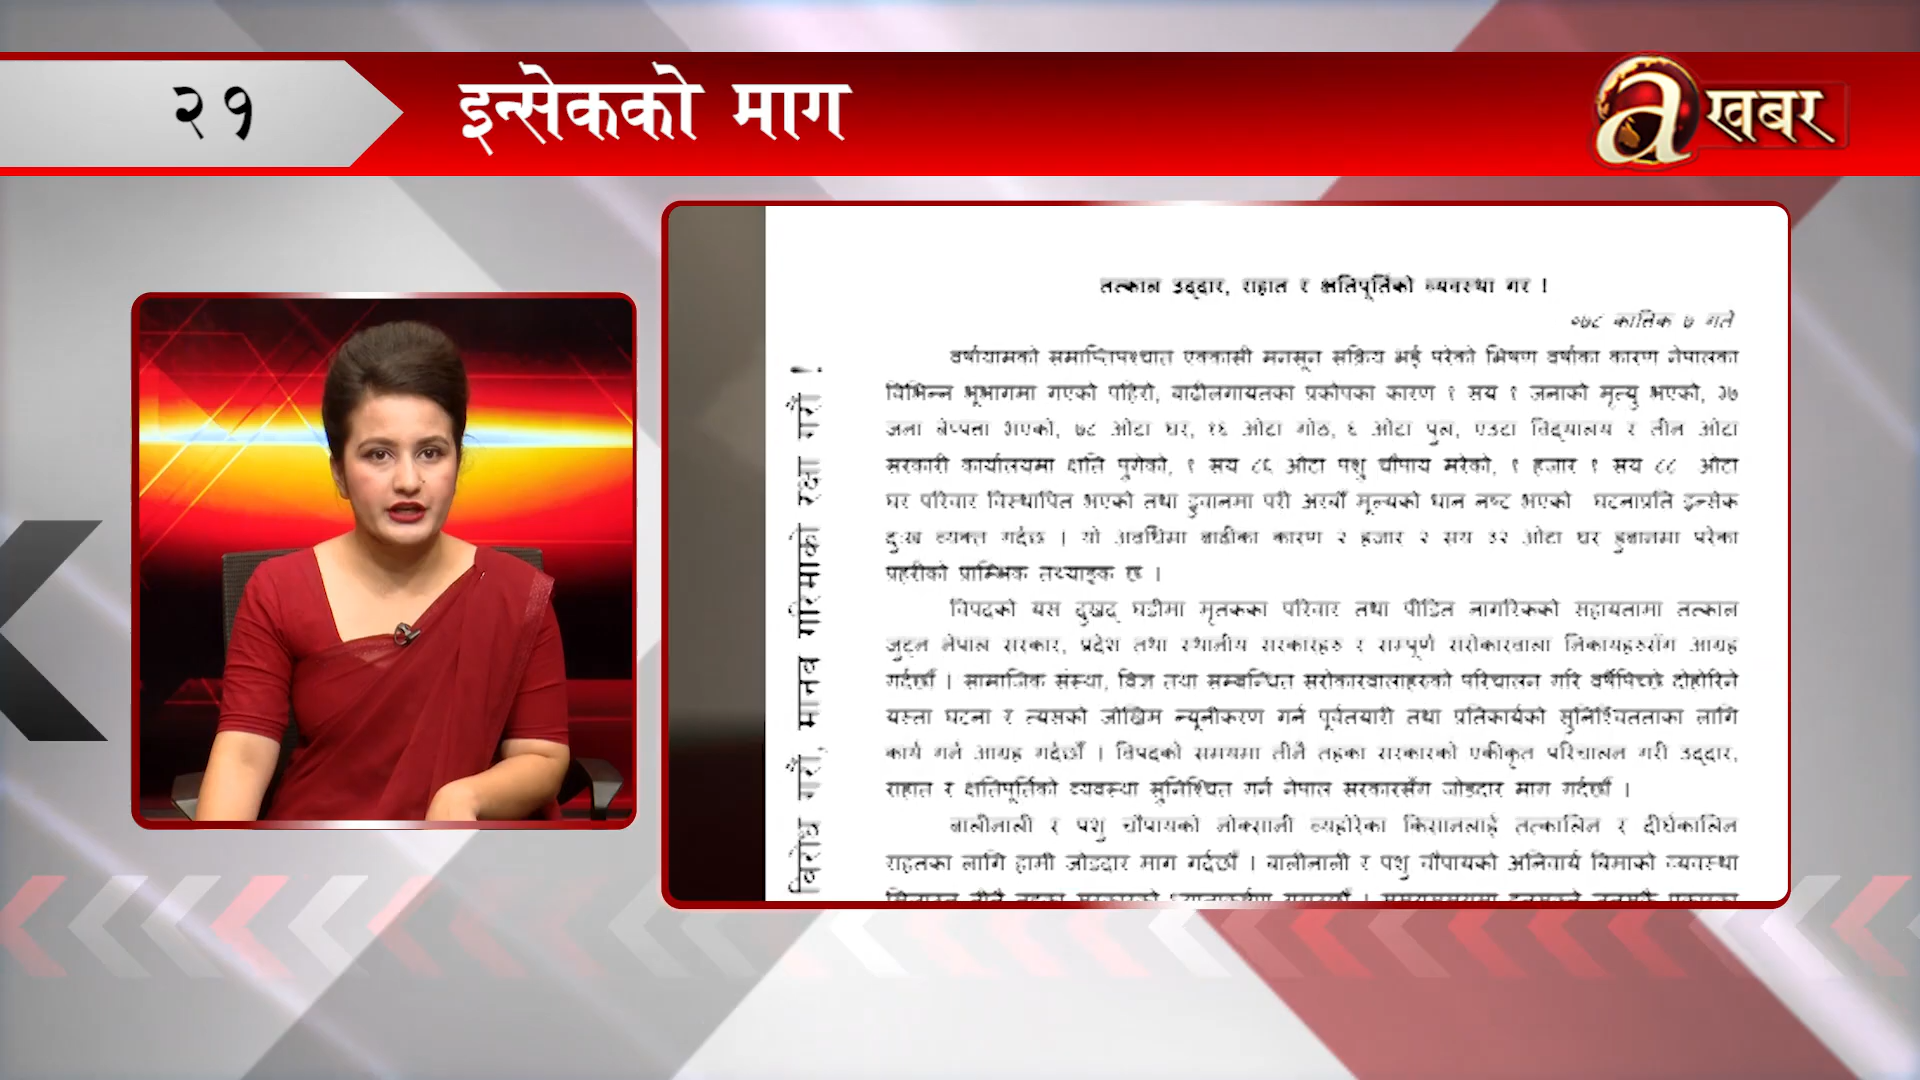 २१
इन्सेकको माग
a खबर
तत्काल उद्दार, राहात र क्षतिपूर्तिको व्यवस्था गर !
०७८ कार्तिक ७ गते
वर्षायामको समाप्तिपश्चात एक्कासी मनसून सक्रिय भई परेको भिषण वर्षाका कारण नेपालका
विभिन्न भूभागमा गएको पहिरो, बाढीलगायतका प्रकोपका कारण १ सय १ जनाको मृत्यु भएको, ३७
जना बेप्पता भएको, ७८ ओटा घर, १६ ओटा गोठ, ६ ओटा पुल, एउटा विद्यालय र तीन ओटा
सरकारी कार्यालयमा क्षति पुगेको, १ सय ८६ ओटा पशु चौपाय मरेको, १ हजार १ सय ८८ ओटा
घर परिवार विस्थापित भएको तथा डुवानमा परी अरबौँ मूल्यको धान नष्ट भएको घटनाप्रति इन्सेक
दुःख व्यक्त गर्दछ । यो अवधिमा बाढीका कारण २ हजार २ सय ३२ ओटा घर डुबानमा परेका
प्रहरीको प्राम्भिक तथ्याङ्क छ ।
विपदको यस दुखद् घडीमा मृतकका परिवार तथा पीडित नागरिकको सहायतामा तत्काल
जुट्न नेपाल सरकार, प्रदेश तथा स्थानीय सरकारहरु र सम्पूर्ण सरोकारवाला निकायहरुसँग आग्रह
गर्दछौँ । सामाजिक संस्था, विज्ञ तथा सम्बन्धित सरोकारवालाहरुको परिचालन गरि वर्षैपिच्छे दोहोरिने
यस्ता घटना र त्यसको जोखिम न्यूनीकरण गर्न पूर्वतयारी तथा प्रतिकार्यको सुनिश्चितताका लागि
कार्य गर्न आग्रह गर्दछौँ । विपदको समयमा तीनै तहका सरकारको एकीकृत परिचालन गरी उद्दार,
राहात र क्षतिपूर्तिको व्यवस्था सुनिश्चित गर्न नेपाल सरकारसँग जोडदार माग गर्दछौँ ।
बालीनाली र पशु चौपायको नोक्सानी व्यहोरेका किसानलाई तत्कालिन र दीर्घकालिन
राहतका लागि हामी जोडदार माग गर्दछौँ । बालीनाली र पशु चौपायको अनिवार्य विमाको व्यवस्था
विरोध गरौं, मानव गरिमाको रक्षा गरौं !